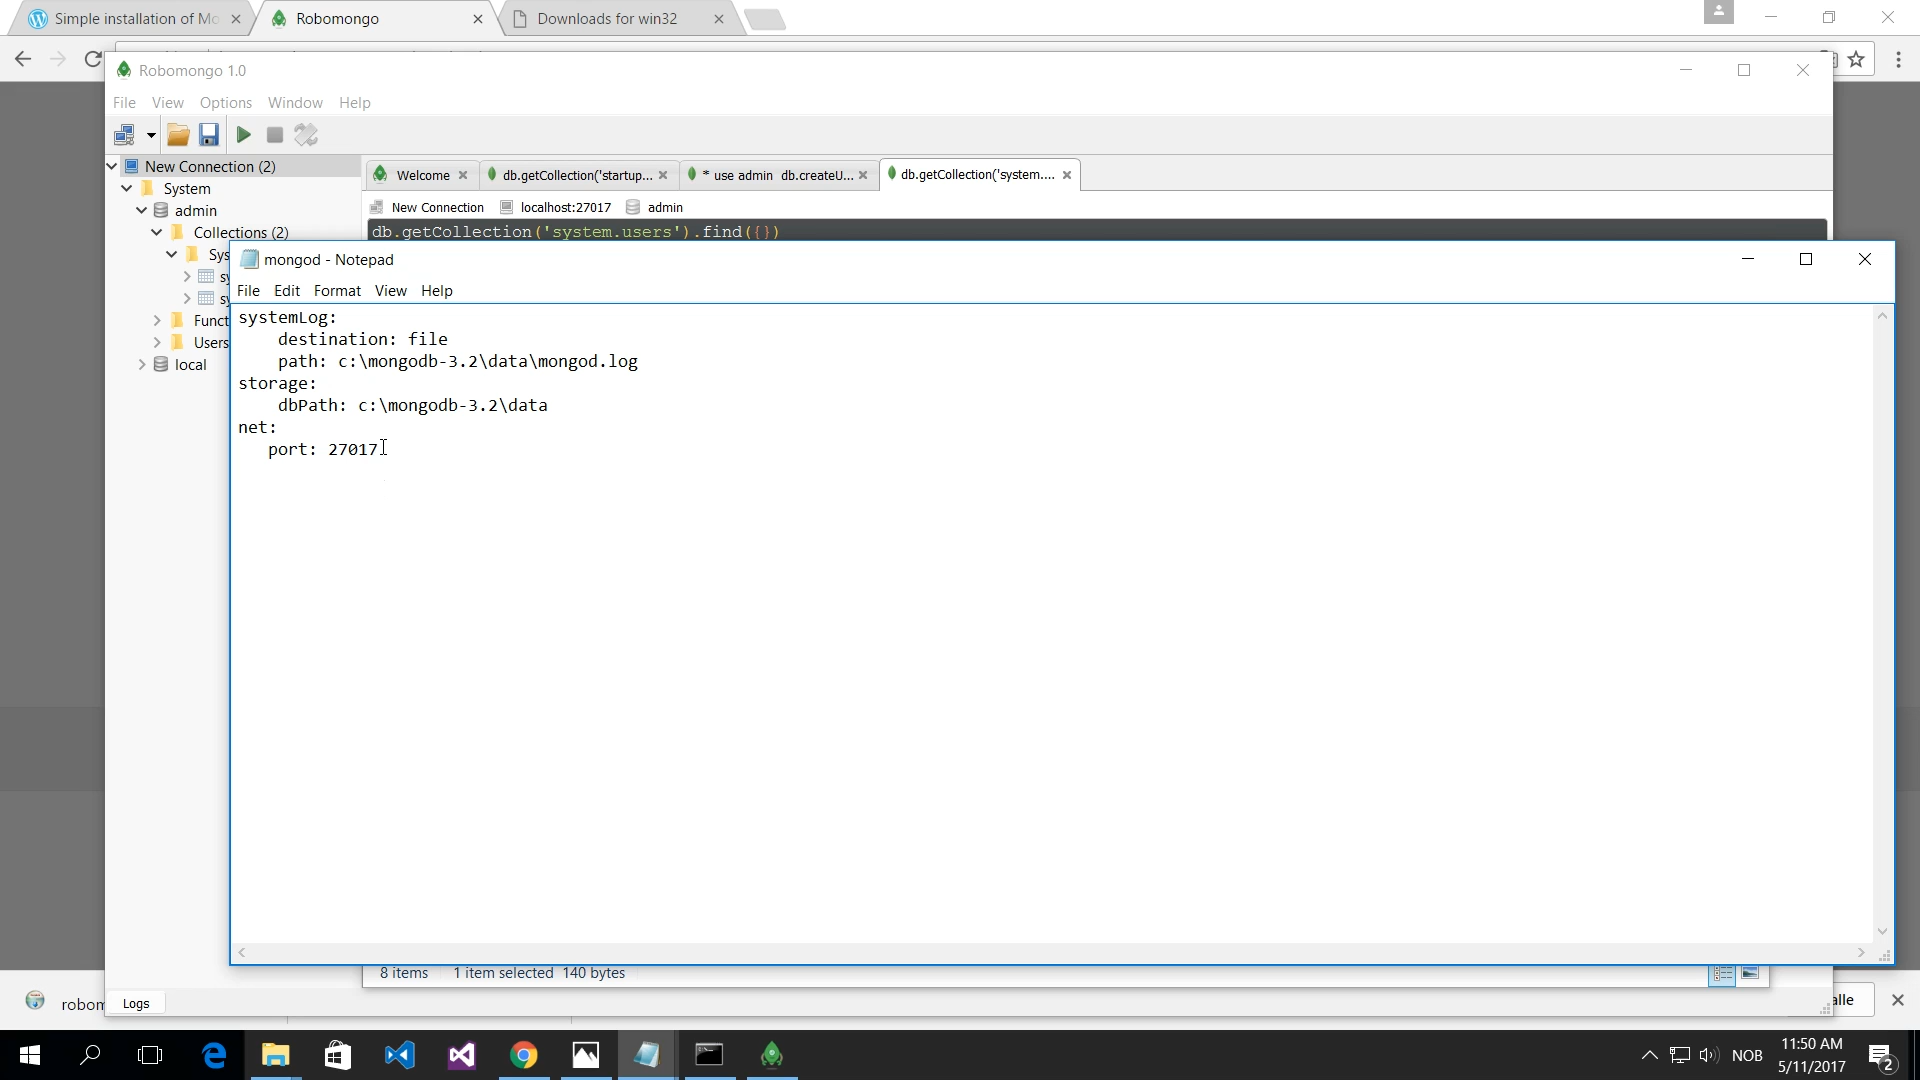 Simple installation of Mo
Robomongo
Downloads for win32
Robomongo 1.0
File View Options Window Help
New Connection (2)
System
admin
Collections (2)
Sys
sy
sy
Funct
Users
local
Welcome
db.getCollection('startup...
* use admin db.createU...
db.getCollection('system....
New Connection localhost:27017 admin
db.getCollection('system.users').find({})
mongod - Notepad
File Edit Format View Help
systemLog:
destination: file
path: c:\mongodb-3.2\data\mongod.log
storage:
dbPath: c:\mongodb-3.2\data
net:
port: 27017
8 items 1 item selected 140 bytes
robom
Logs
alle
NOB
11:50 AM
5/11/2017
2